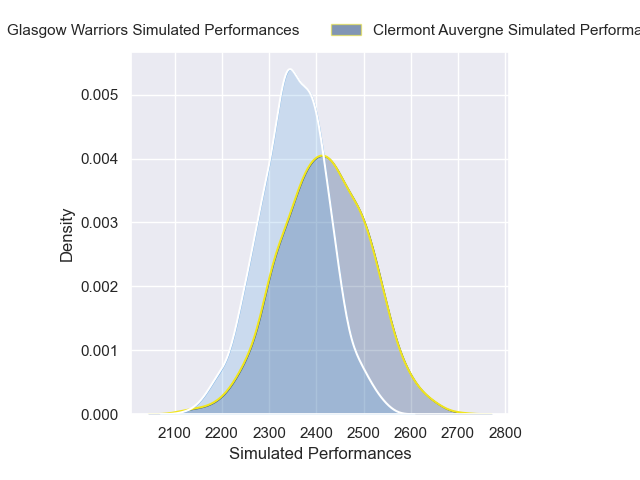 Glasgow Warriors Simulated Performances
Clermont Auvergne Simulated Performa
0.005
0.004
0.003
0.002
0.001
0.000
Density
2100 2200 2300 2400 2500 2600 2700 2800
Simulated Performances